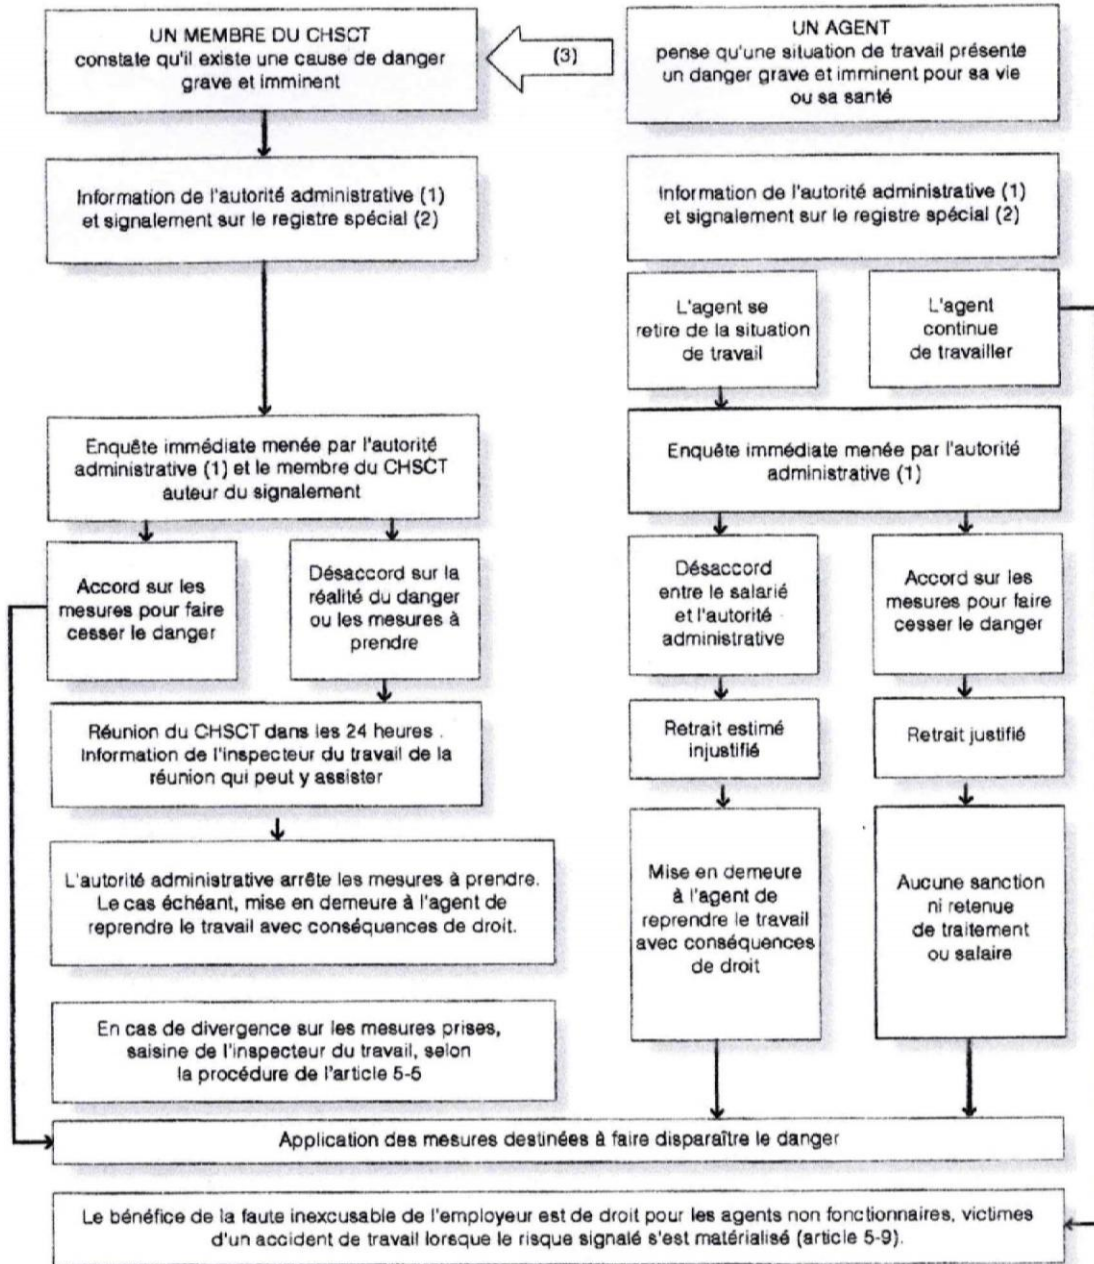 UN MEMBRE DU CHSCT
constate qu'il existe une cause de danger
grave et imminent
(3)
UN AGENT
pense qu'une situation de travail présente
un danger grave et imminent pour sa vie
ou sa santé
Information de l'autorité administrative (1)
et signalement sur le registre spécial (2)
Information de l'autorité administrative (1)
et signalement sur le registre spécial (2)
L'agent se
retire de la situation
de travail
L'agent
continue
de travailler
Enquête immédiate menée par l'autorité
administrative (1) et le membre du CHSCT
auteur du signalement
Enquête immédiate menée par l'autorité
administrative (1)
Accord sur les
mesures pour faire
cesser le danger
Désaccord sur la
réalité du danger
ou les mesures à
prendre
Désaccord
entre le salarié
et l'autorité
administrative
Accord sur les
mesures pour faire
cesser le danger
Réunion du CHSCT dans les 24 heures .
Information de l'inspecteur du travail de la
réunion qui peut y assister
Retrait estimé
injustifié
Retrait justifié
L'autorité administrative arrête les mesures à prendre.
Le cas échéant, mise en demeure à l'agent de
reprendre le travail avec conséquences de droit.
Mise en demeure
à l'agent de
reprendre le travail
avec conséquences
de droit
Aucune sanction
ni retenue
de traitement
ou salaire
En cas de divergence sur les mesures prises,
saisine de l'inspecteur du travail, selon
la procédure de l'article 5-5
Application des mesures destinées à faire disparaître le danger
Le bénéfice de la faute inexcusable de l'employeur est de droit pour les agents non fonctionnaires, victimes
d'un accident de travail lorsque le risque signalé s'est matérialisé (article 5-9).